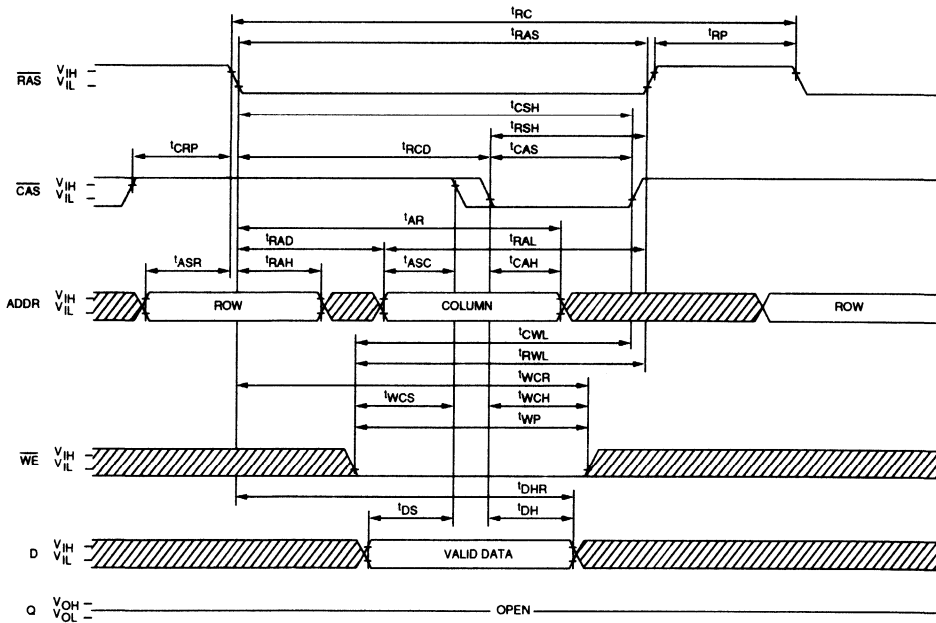 tRC
tRAS tRP
RAS VIH VIL
tCSH
tRSH
tCRP tRCD tCAS
CAS VIH VIL
tAR
tRAD tRAL
tASR tRAH tASC tCAH
ADDR VIH VIL ROW COLUMN ROW
tCWL
tRWL
tWCR
tWCS tWCH
tWP
WE VIH VIL
tDHR
tDS tDH
D VIH VIL VALID DATA
Q VOH VOL OPEN